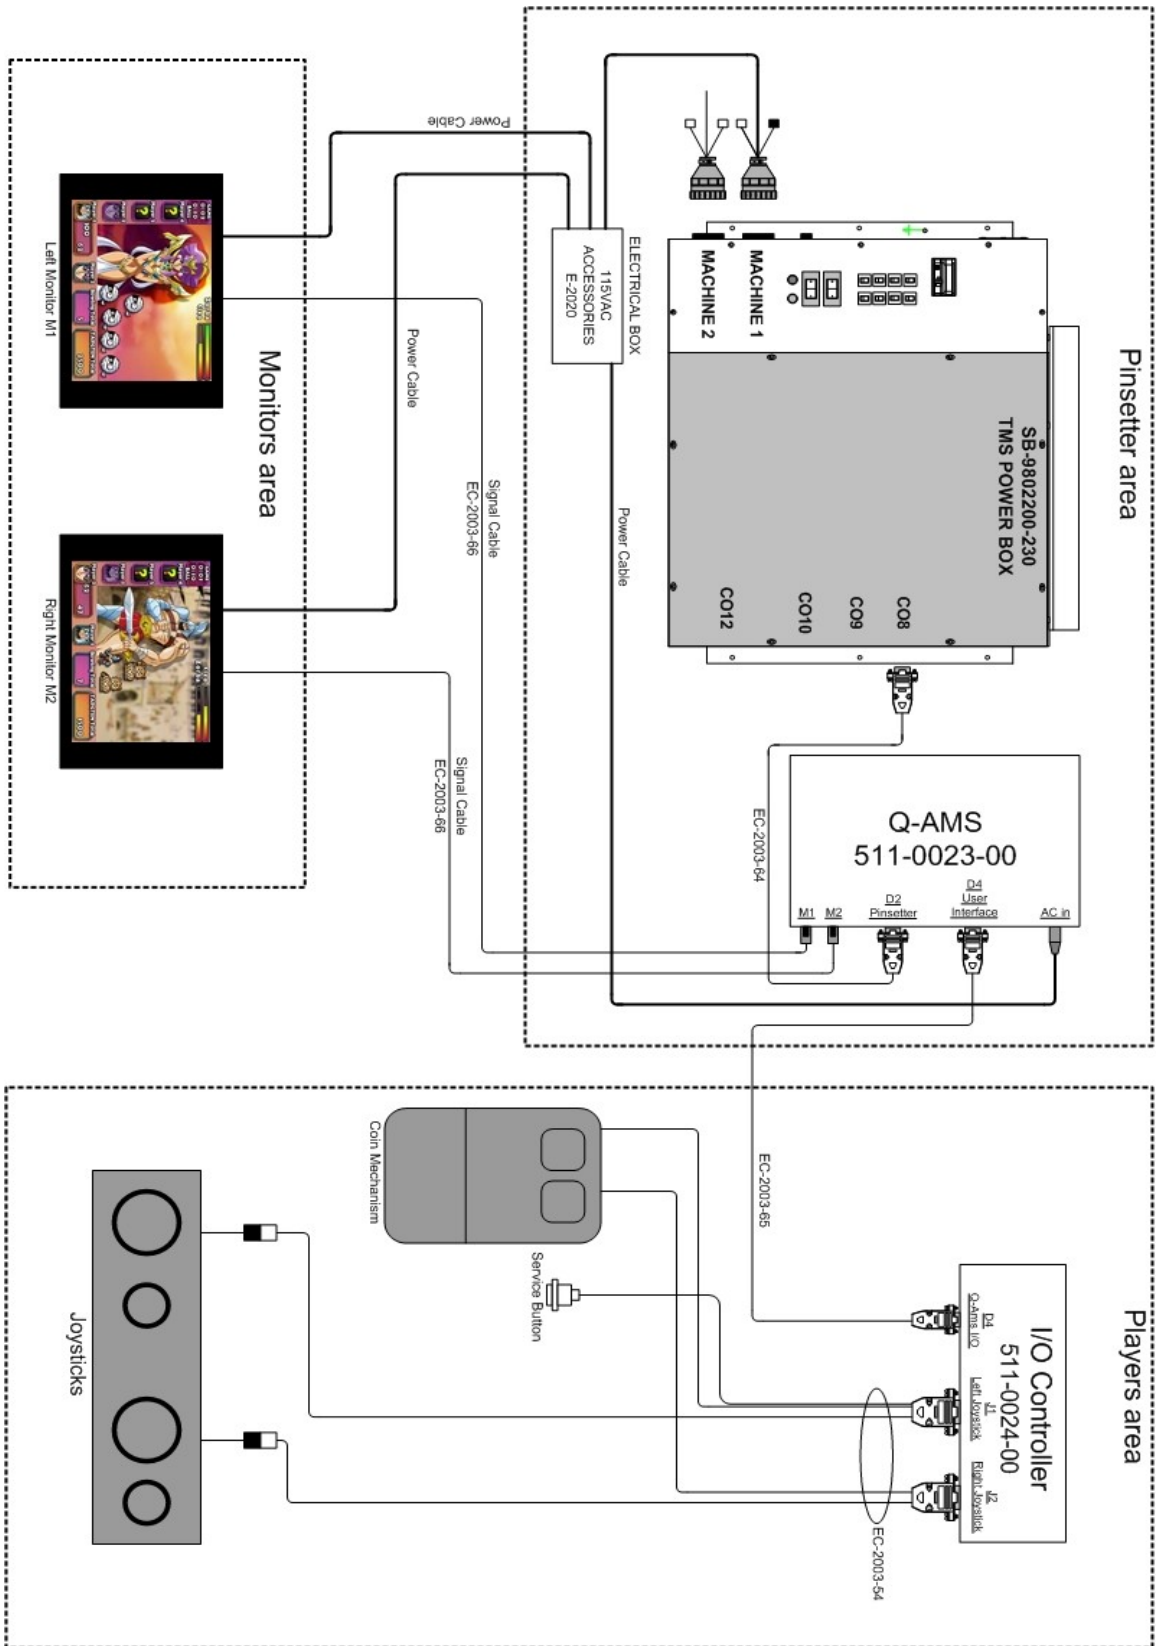 Pinsetter area
SB-9802200-230
TMS POWER BOX
MACHINE 1
MACHINE 2
CO8
CO9
CO10
CO12
ELECTRICAL BOX
115VAC
ACCESSORIES
E-2020
Power Cable
Power Cable
Power Cable
Q-AMS
511-0023-00
M1
M2
D2
Pinsetter
D4
User
Interface
AC in
EC-2003-64
Signal Cable
EC-2003-66
Signal Cable
EC-2003-66
Monitors area
Left Monitor M1
Right Monitor M2
Players area
I/O Controller
511-0024-00
D4
Q-Ams I/O
J1
Left Joystick
J2
Right Joystick
EC-2003-65
EC-2003-54
Coin Mechanism
Service Button
Joysticks